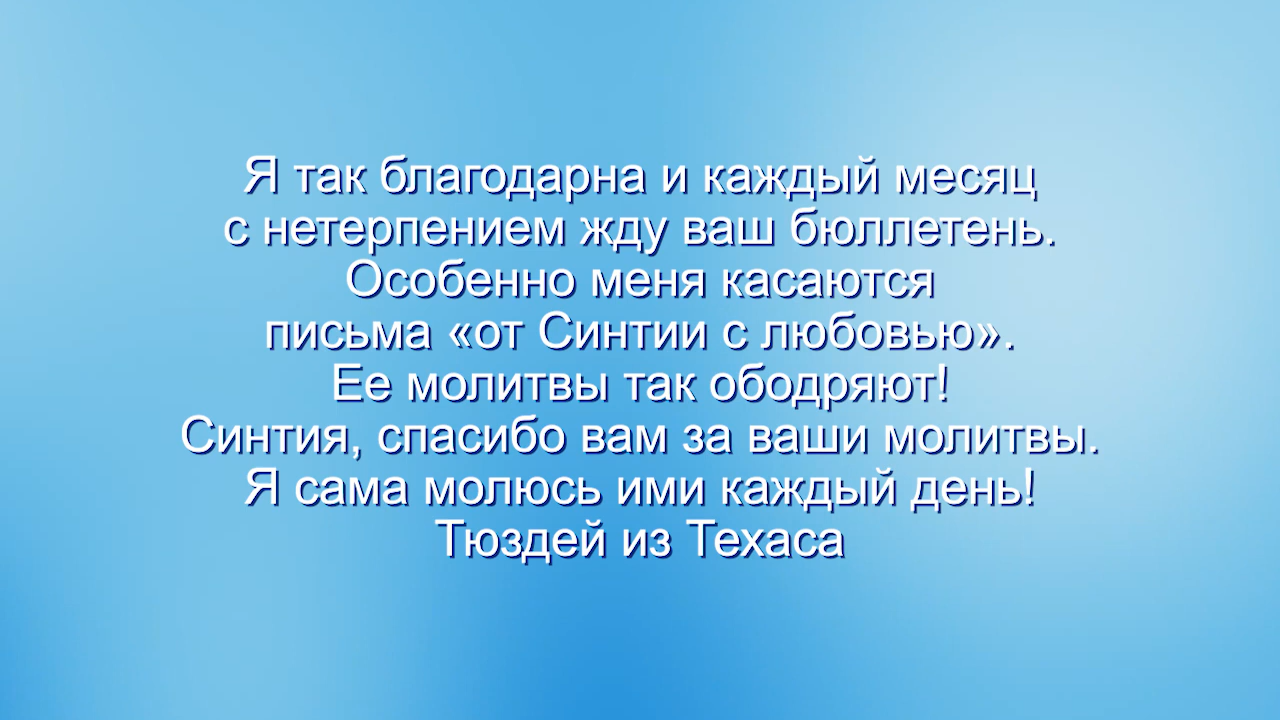 Я так благодарна и каждый месяц
с нетерпением жду ваш бюллетень.
Особенно меня касаются
письма «от Синтии с любовью».
Ее молитвы так ободряют!
Синтия, спасибо вам за ваши молитвы.
Я сама молюсь ими каждый день!
Тюздей из Техаса